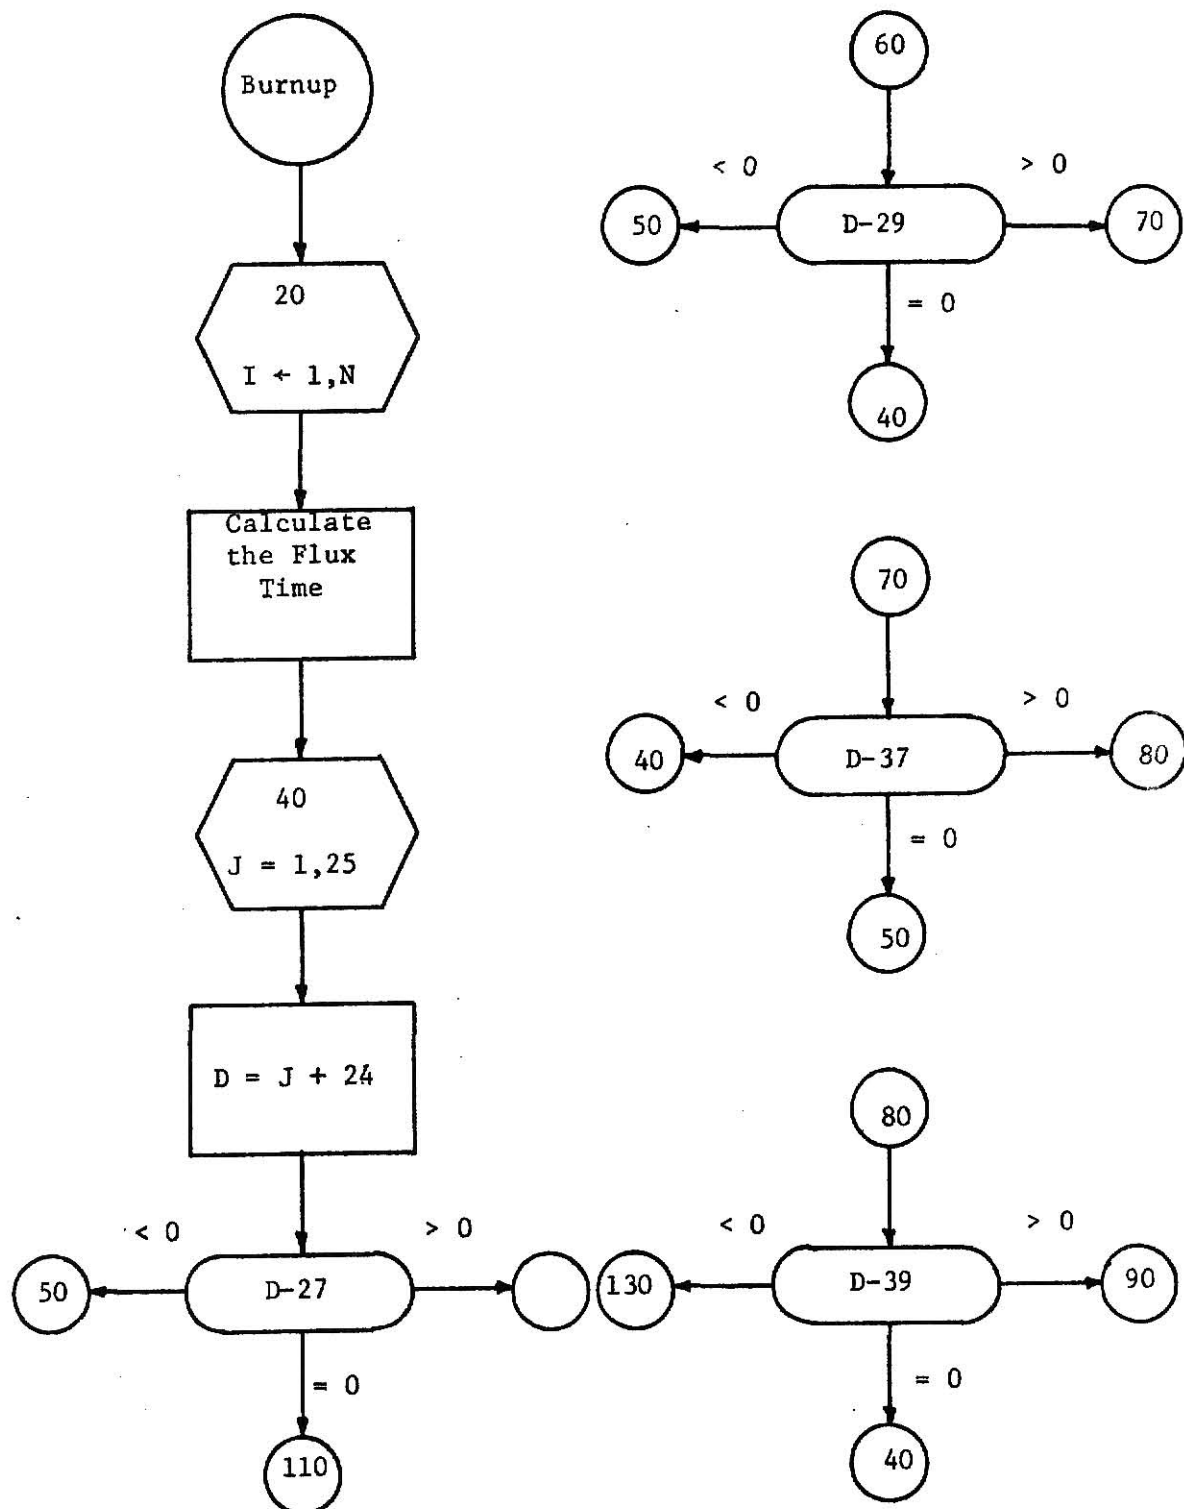 Burnup
20
I ← 1,N
Calculate
the Flux
Time
40
J = 1,25
D = J + 24
< 0
> 0
50
D-27
= 0
110
60
< 0
> 0
50
D-29
70
= 0
40
70
< 0
> 0
40
D-37
80
= 0
50
80
< 0
> 0
130
D-39
90
= 0
40